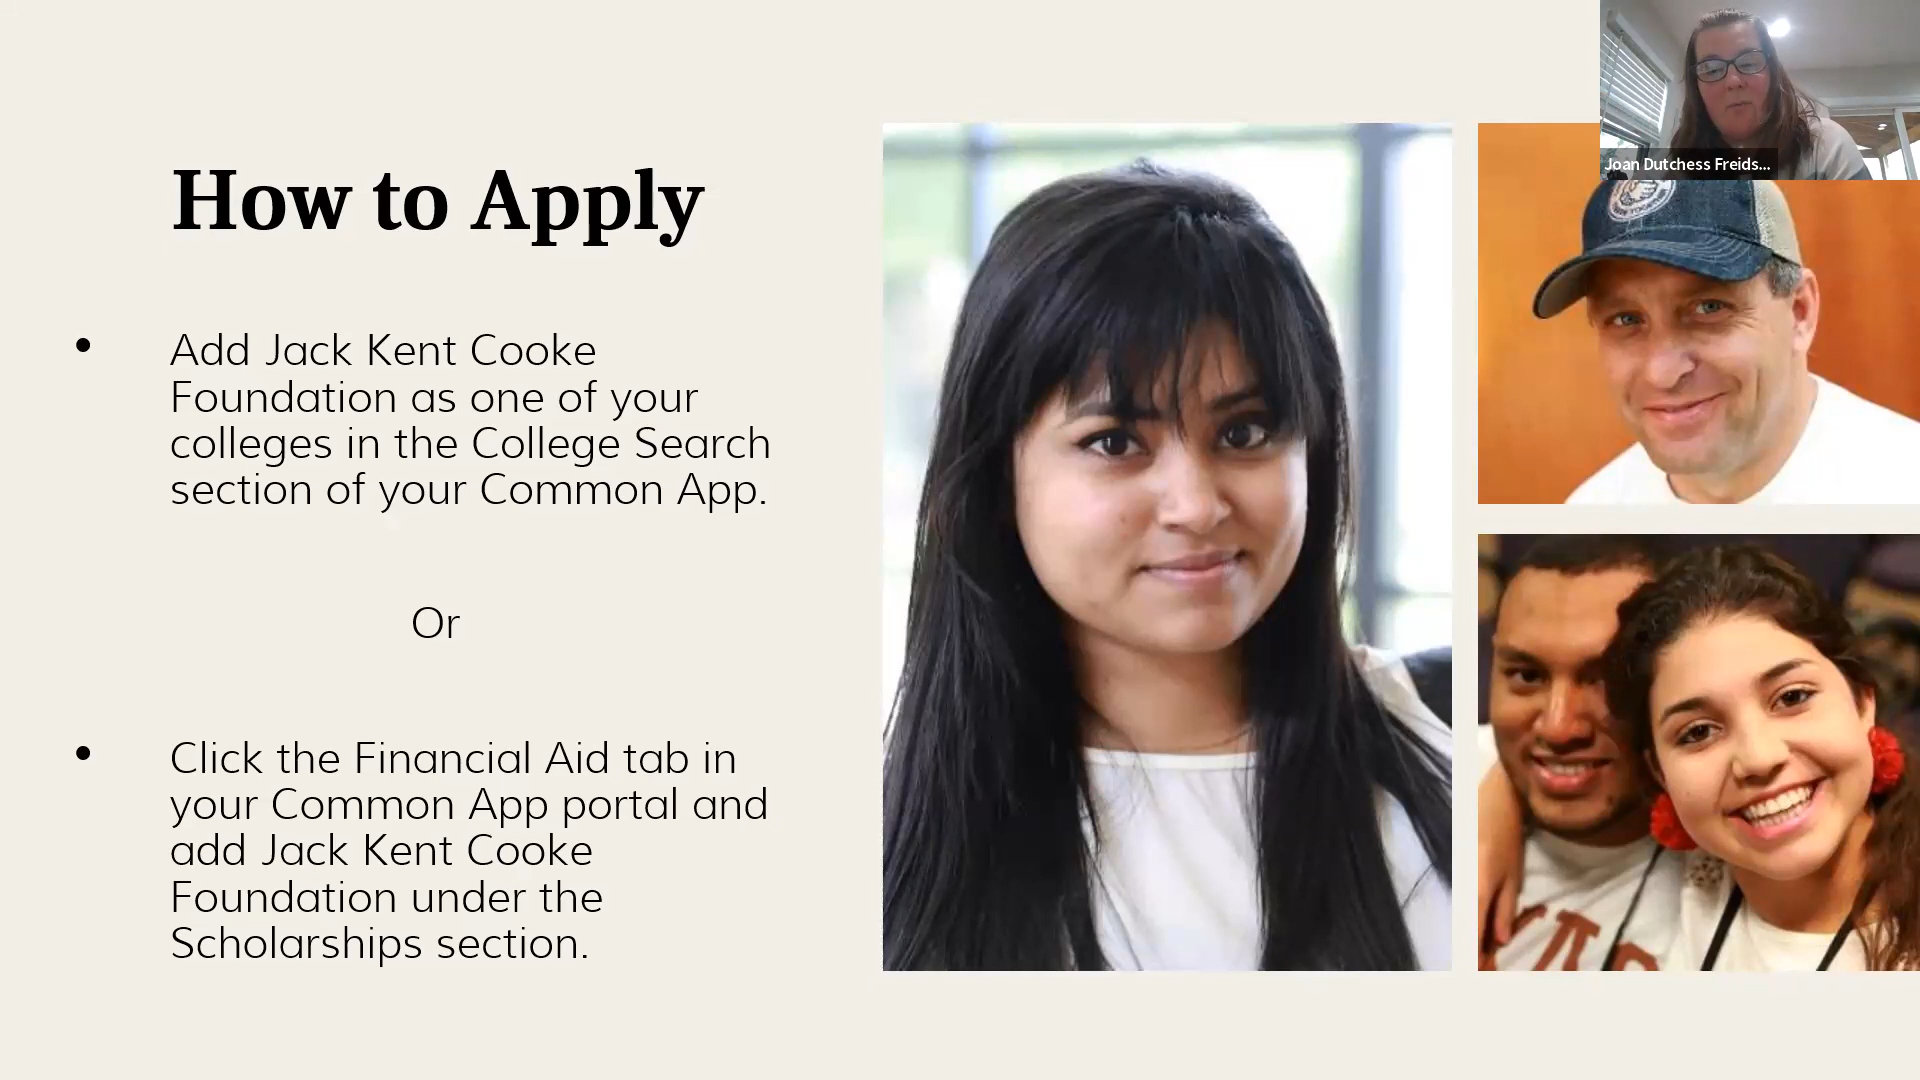 Joan Dutchess Freids...
How to Apply
• Add Jack Kent Cooke
Foundation as one of your
colleges in the College Search
section of your Common App.
Or
• Click the Financial Aid tab in
your Common App portal and
add Jack Kent Cooke
Foundation under the
Scholarships section.